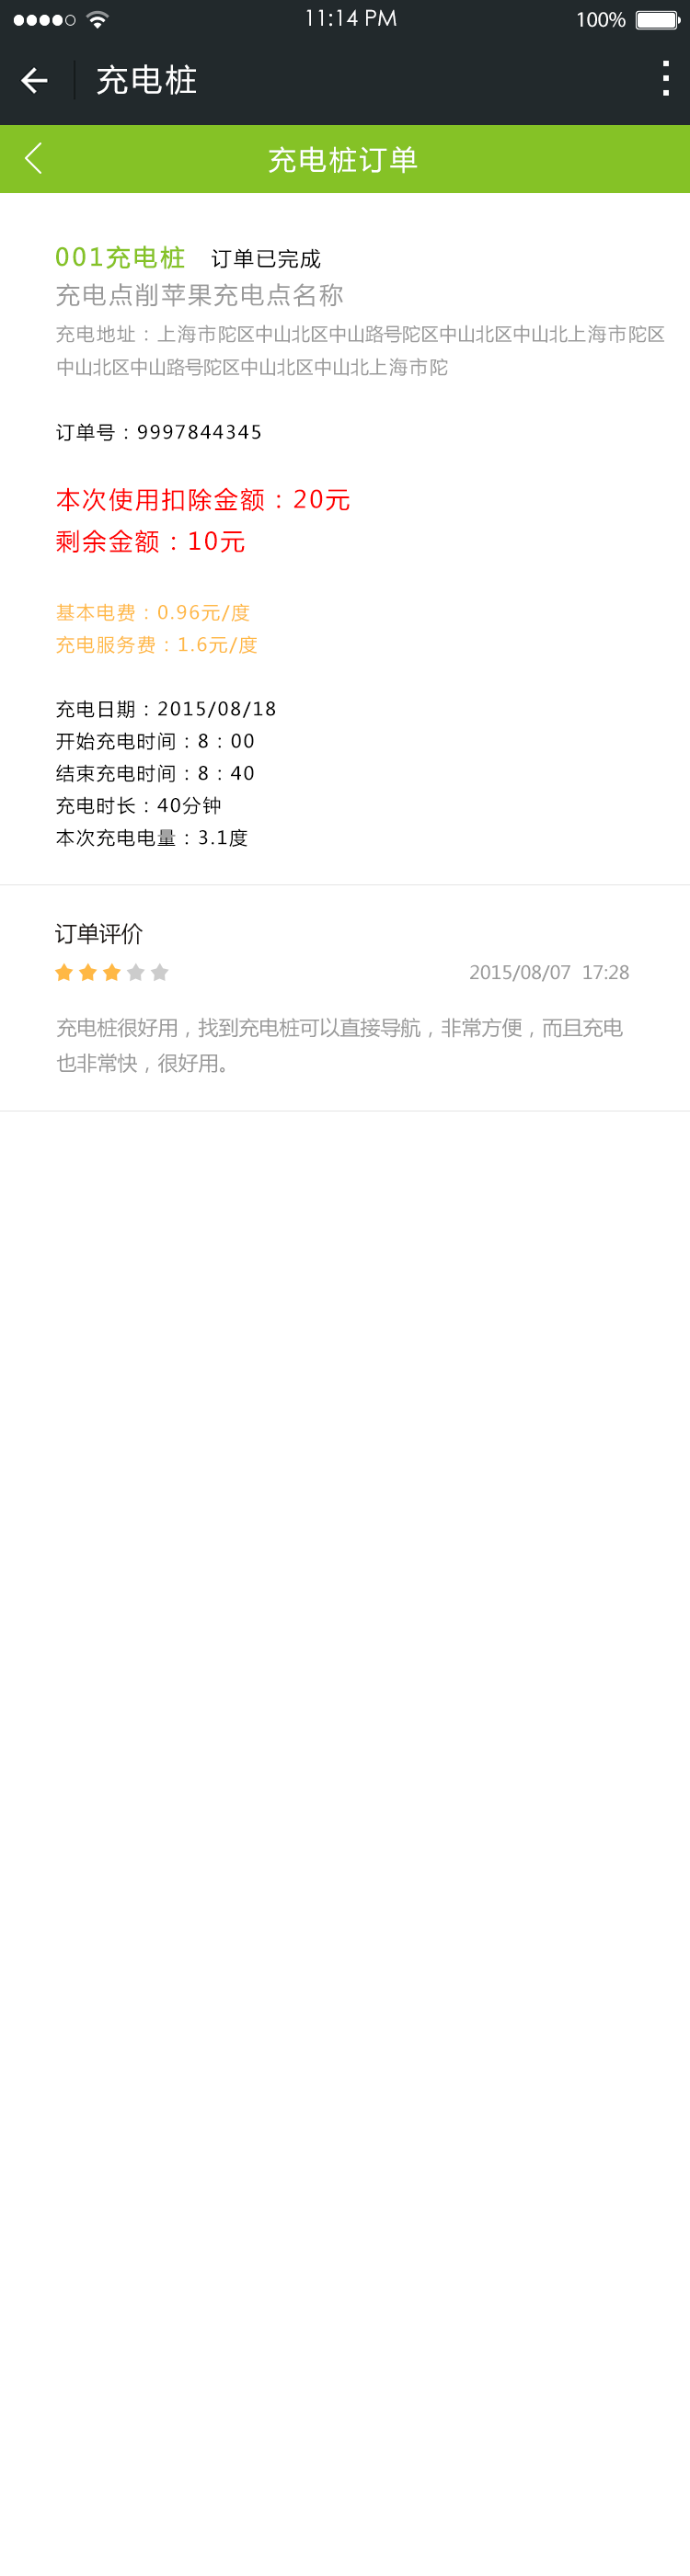 11:14 PM
100%
充电桩
充电桩订单
001充电桩 订单已完成
充电点削苹果充电点名称
充电地址：上海市陀区中山北区中山路号陀区中山北区中山北上海市陀区
中山北区中山路号陀区中山北区中山北上海市陀
订单号：9997844345
本次使用扣除金额：20元
剩余金额：10元
基本电费：0.96元/度
充电服务费：1.6元/度
充电日期：2015/08/18
开始充电时间：8：00
结束充电时间：8：40
充电时长：40分钟
本次充电电量：3.1度
订单评价
2015/08/07 17:28
充电桩很好用，找到充电桩可以直接导航，非常方便，而且充电
也非常快，很好用。